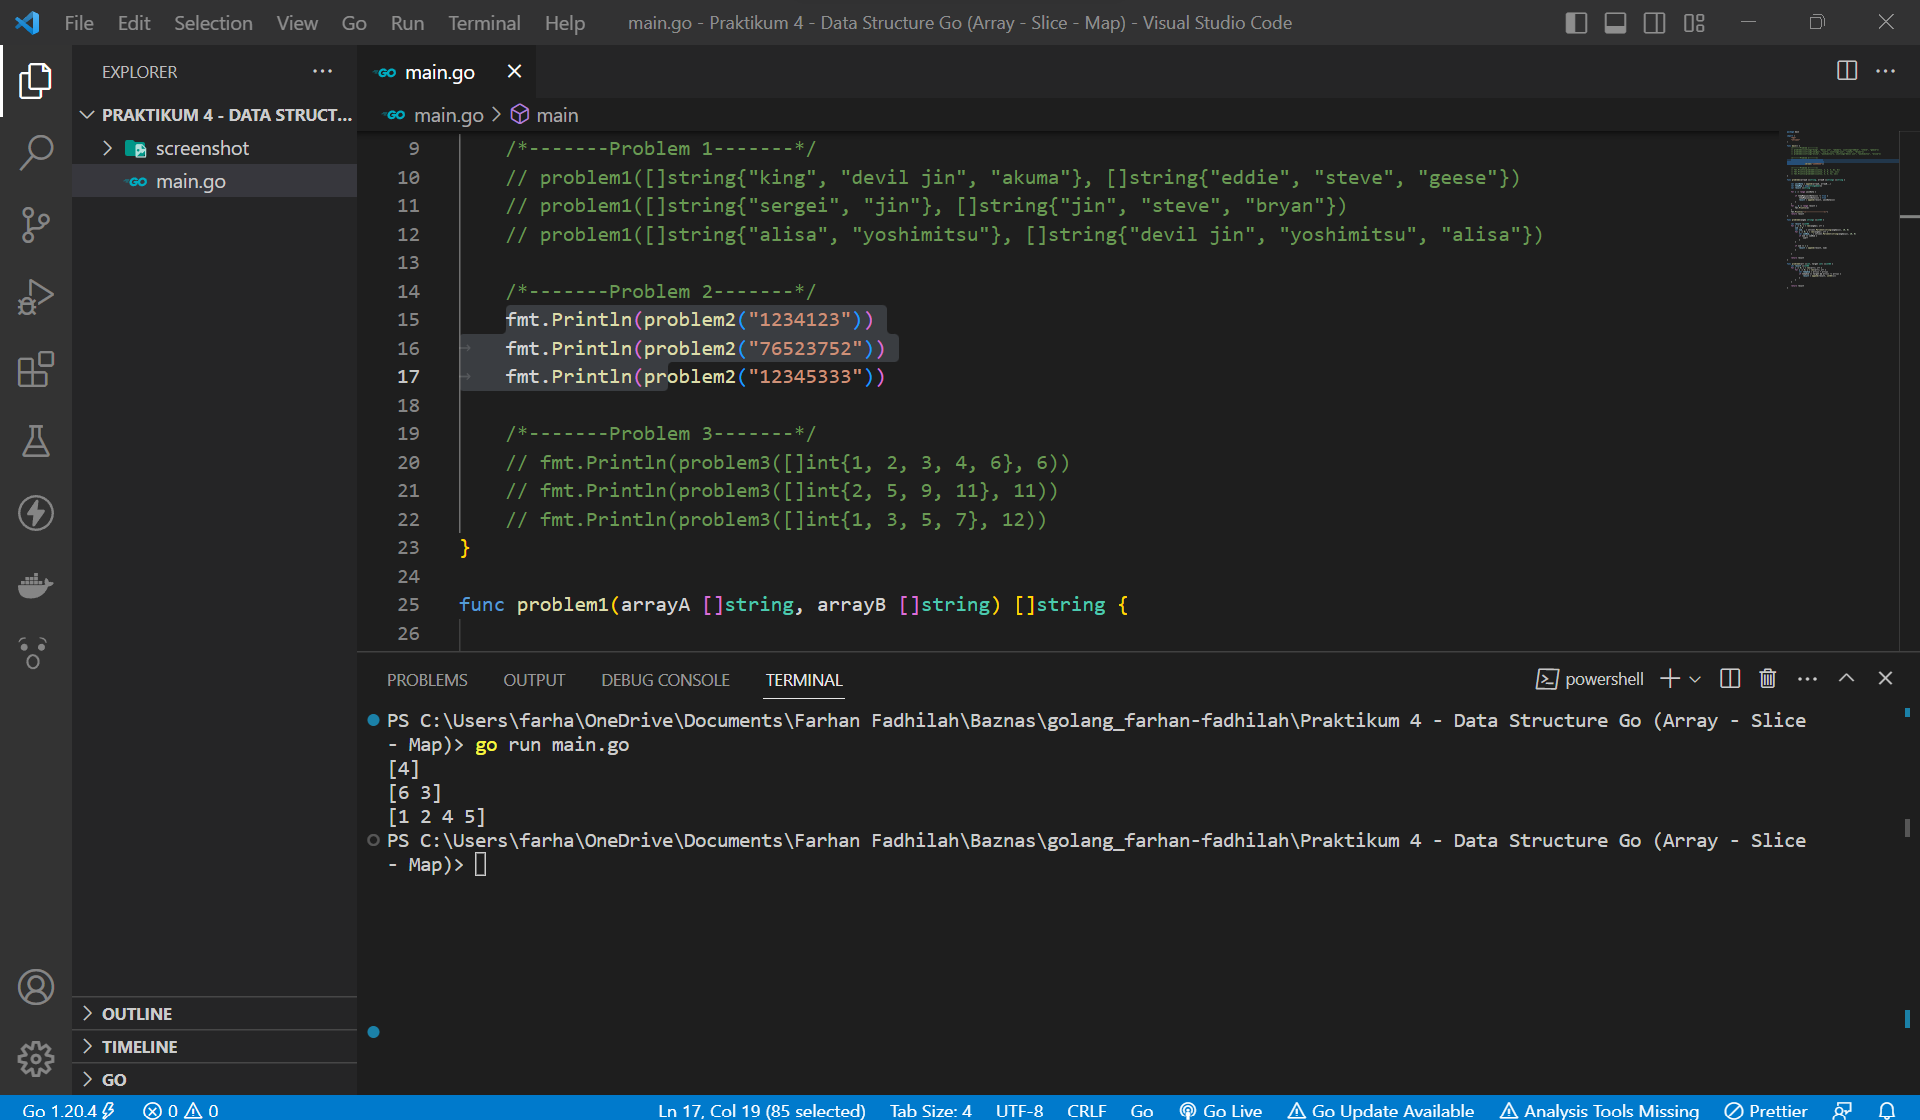 File Edit Selection View Go Run Terminal Help main.go - Praktikum 4 - Data Structure Go (Array - Slice - Map) - Visual Studio Code
EXPLORER
PRAKTIKUM 4 - DATA STRUCT...
screenshot
GO main.go
GO main.go
GO main.go > main
9 /*-------Problem 1-------*/
10 // problem1([]string{"king", "devil jin", "akuma"}, []string{"eddie", "steve", "geese"})
11 // problem1([]string{"sergei", "jin"}, []string{"jin", "steve", "bryan"})
12 // problem1([]string{"alisa", "yoshimitsu"}, []string{"devil jin", "yoshimitsu", "alisa"})
13
14 /*-------Problem 2-------*/
15 fmt.Println(problem2("1234123"))
16 fmt.Println(problem2("76523752"))
17 fmt.Println(problem2("12345333"))
18
19 /*-------Problem 3-------*/
20 // fmt.Println(problem3([]int{1, 2, 3, 4, 6}, 6))
21 // fmt.Println(problem3([]int{2, 5, 9, 11}, 11))
22 // fmt.Println(problem3([]int{1, 3, 5, 7}, 12))
23 }
24
25 func problem1(arrayA []string, arrayB []string) []string {
26
PROBLEMS OUTPUT DEBUG CONSOLE TERMINAL powershell
PS C:\Users\farha\OneDrive\Documents\Farhan Fadhilah\Baznas\golang_farhan-fadhilah\Praktikum 4 - Data Structure Go (Array - Slice
- Map)> go run main.go
[4]
[6 3]
[1 2 4 5]
PS C:\Users\farha\OneDrive\Documents\Farhan Fadhilah\Baznas\golang_farhan-fadhilah\Praktikum 4 - Data Structure Go (Array - Slice
- Map)>
OUTLINE
TIMELINE
GO
Go 1.20.4 0 0 Ln 17, Col 19 (85 selected) Tab Size: 4 UTF-8 CRLF Go Go Live Go Update Available Analysis Tools Missing Prettier